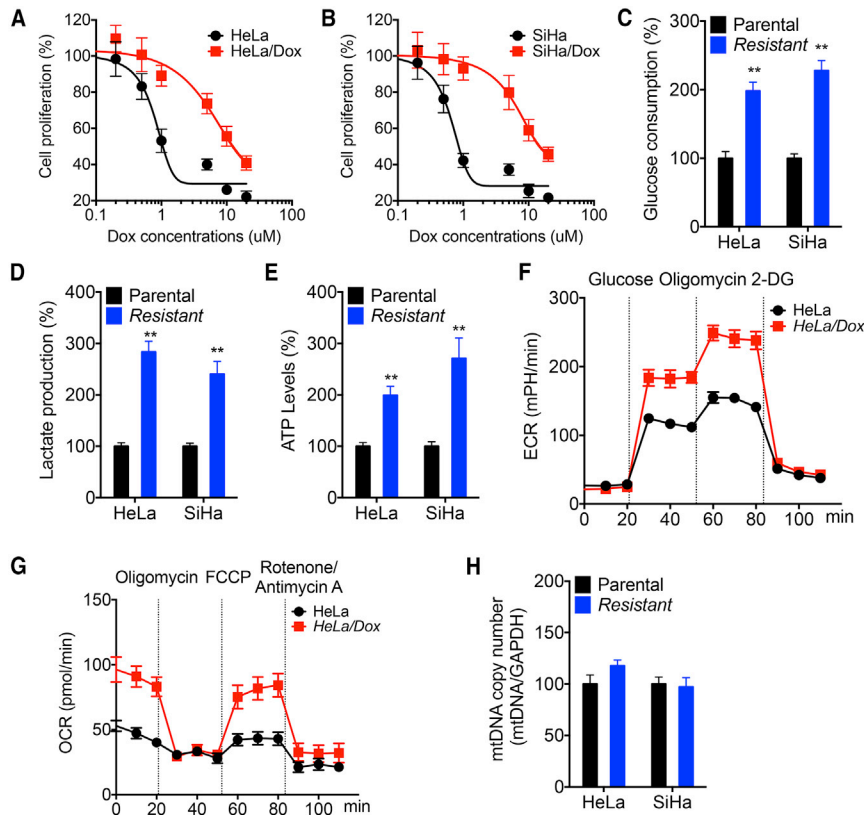 A
HeLa
HeLa/Dox
Cell proliferation (%)
120
100
80
60
40
20
0.1
1
10
100
Dox concentrations (uM)
B
SiHa
SiHa/Dox
Cell proliferation (%)
120
100
80
60
40
20
0.1
1
10
100
Dox concentrations (uM)
C
Parental
Resistant
Glucose consumption (%)
300
200
100
0
**
**
HeLa
SiHa
D
Parental
Resistant
Lactate production (%)
400
300
200
100
0
**
**
HeLa
SiHa
E
Parental
Resistant
ATP Levels (%)
400
300
200
100
0
**
**
HeLa
SiHa
F
Glucose Oligomycin 2-DG
HeLa
HeLa/Dox
ECR (mPH/min)
300
200
100
0
0
20
40
60
80
100
min
G
Oligomycin
FCCP
Rotenone/
Antimycin A
HeLa
HeLa/Dox
OCR (pmol/min)
150
100
50
0
0
20
40
60
80
100
min
H
Parental
Resistant
mtDNA copy number
(mtDNA/GAPDH)
200
150
100
50
0
HeLa
SiHa